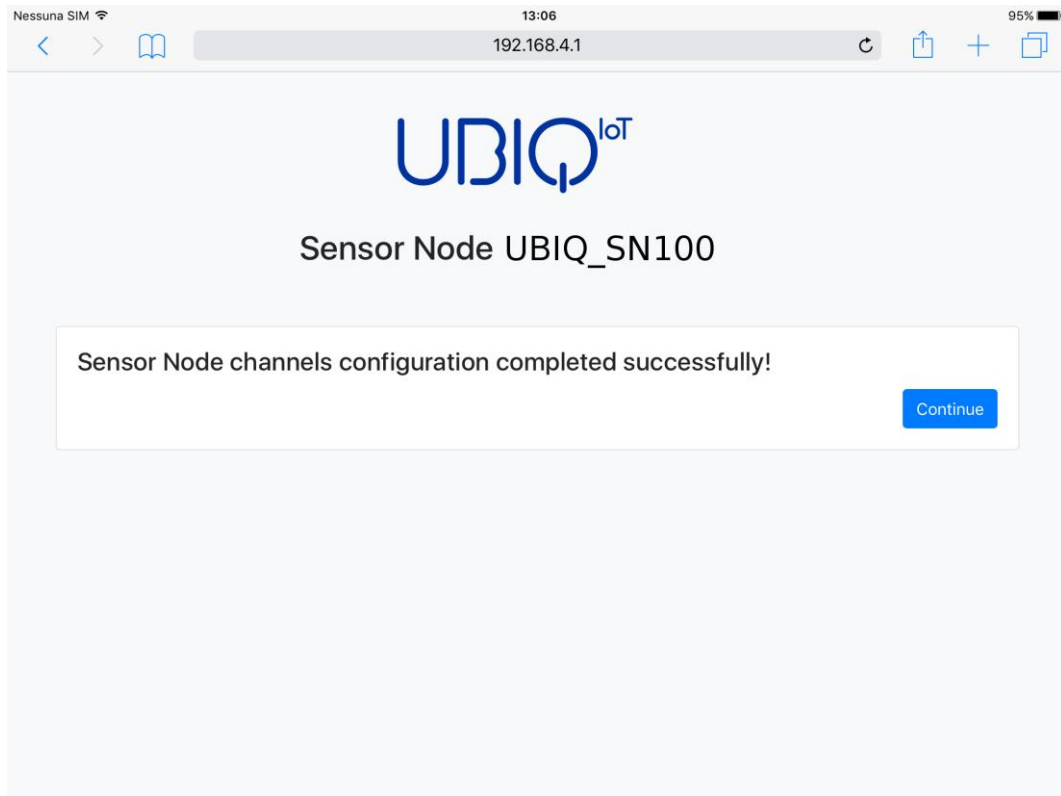 Nessuna SIM 13:06 95%
192.168.4.1
UBIQ IoT
Sensor Node UBIQ_SN100
Sensor Node channels configuration completed successfully!
Continue